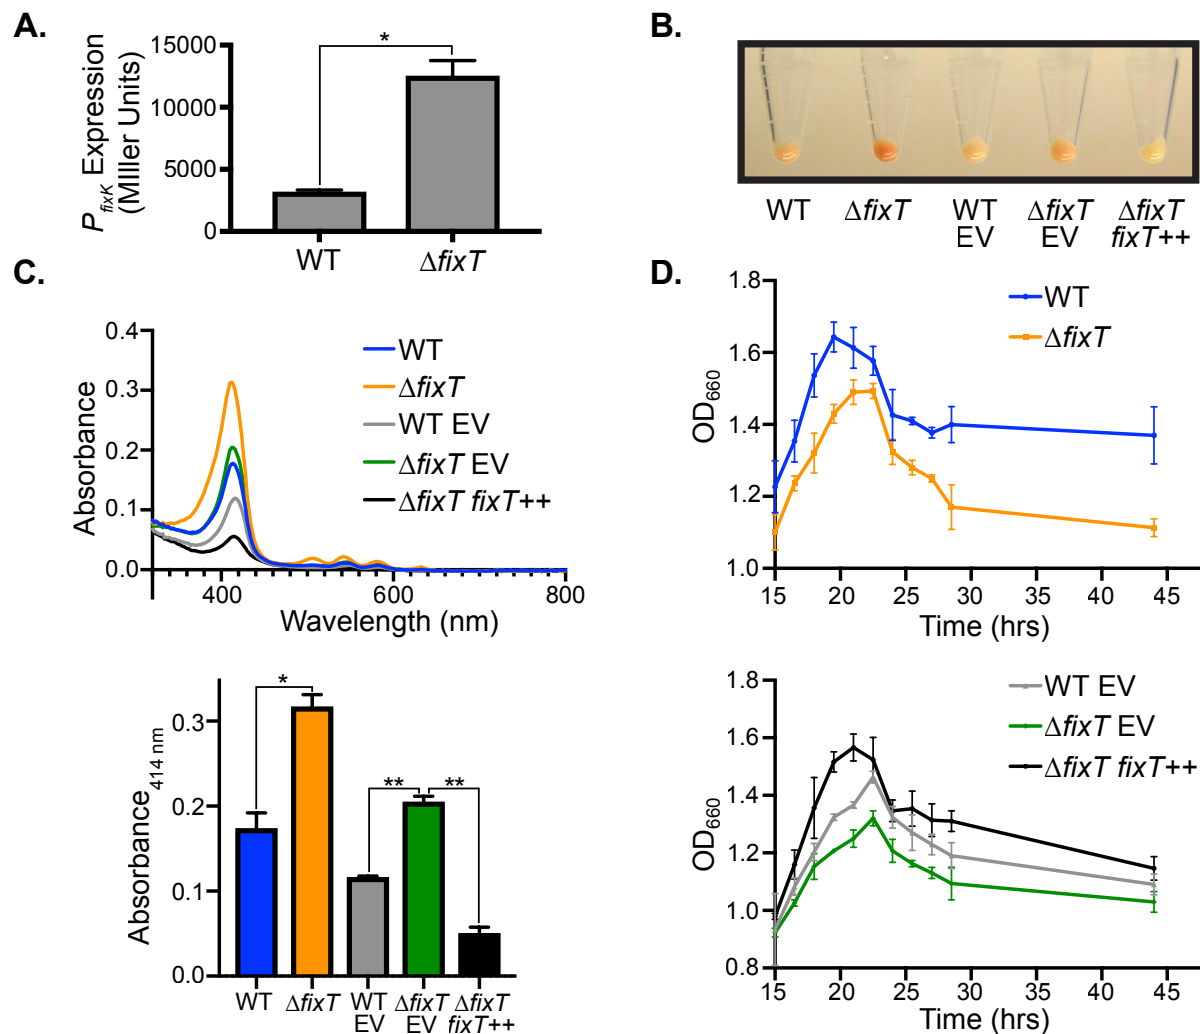 A.
P fixK Expression
(Miller Units)
15000
10000
5000
0
*
WT
ΔfixT
B.
WT
ΔfixT
WT
EV
ΔfixT
EV
ΔfixT
fixT++
C.
Absorbance
0.4
0.3
0.2
0.1
0.0
WT
ΔfixT
WT EV
ΔfixT EV
ΔfixT fixT++
400
600
800
Wavelength (nm)
Absorbance414 nm
0.3
0.2
0.1
0.0
*
**
**
WT
ΔfixT
WT
EV
ΔfixT
EV
ΔfixT
fixT++
D.
OD660
1.8
1.6
1.4
1.2
1.0
WT
ΔfixT
15
20
25
30
35
40
45
Time (hrs)
OD660
1.8
1.6
1.4
1.2
1.0
0.8
WT EV
ΔfixT EV
ΔfixT fixT++
15
20
25
30
35
40
45
Time (hrs)